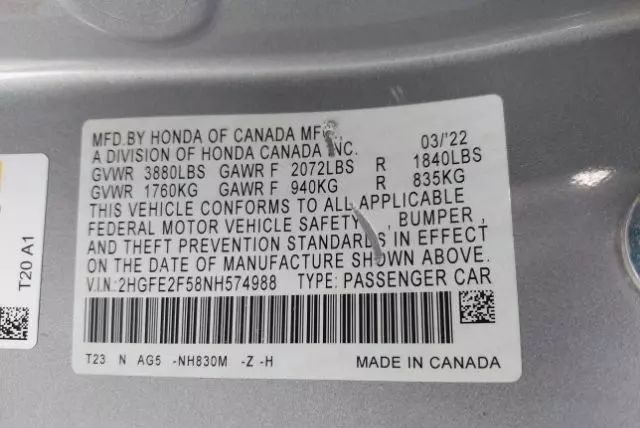 MFD.BY HONDA OF CANADA MFG.
A DIVISION OF HONDA CANADA INC. 03/'22
GVWR 3880LBS GAWR F 2072LBS R 1840LBS
GVWR 1760KG GAWR F 940KG R 835KG
THIS VEHICLE CONFORMS TO ALL APPLICABLE
FEDERAL MOTOR VEHICLE SAFETY , BUMPER ,
AND THEFT PREVENTION STANDARDS IN EFFECT
ON THE DATE OF MANUFACTURE SHOWN ABOVE.
V.I.N.: 2HGFE2F58NH574988 TYPE: PASSENGER CAR
T23 N AG5 -NH830M -Z -H MADE IN CANADA
T20 A1